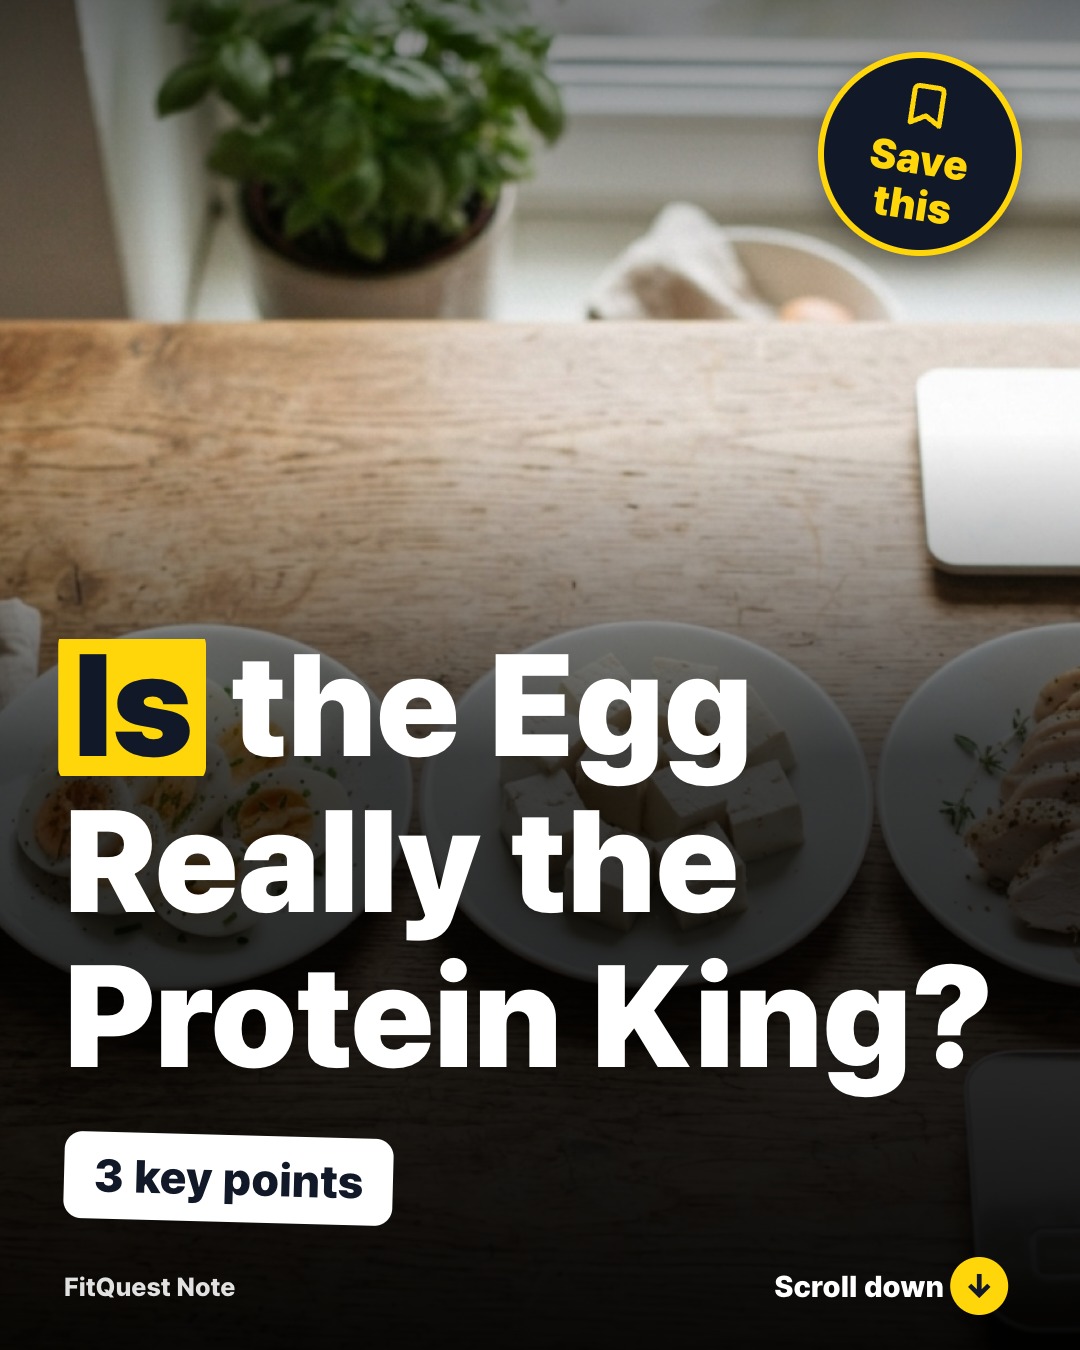 Save
this
Is the Egg
Really the
Protein King?
3 key points
FitQuest Note
Scroll down